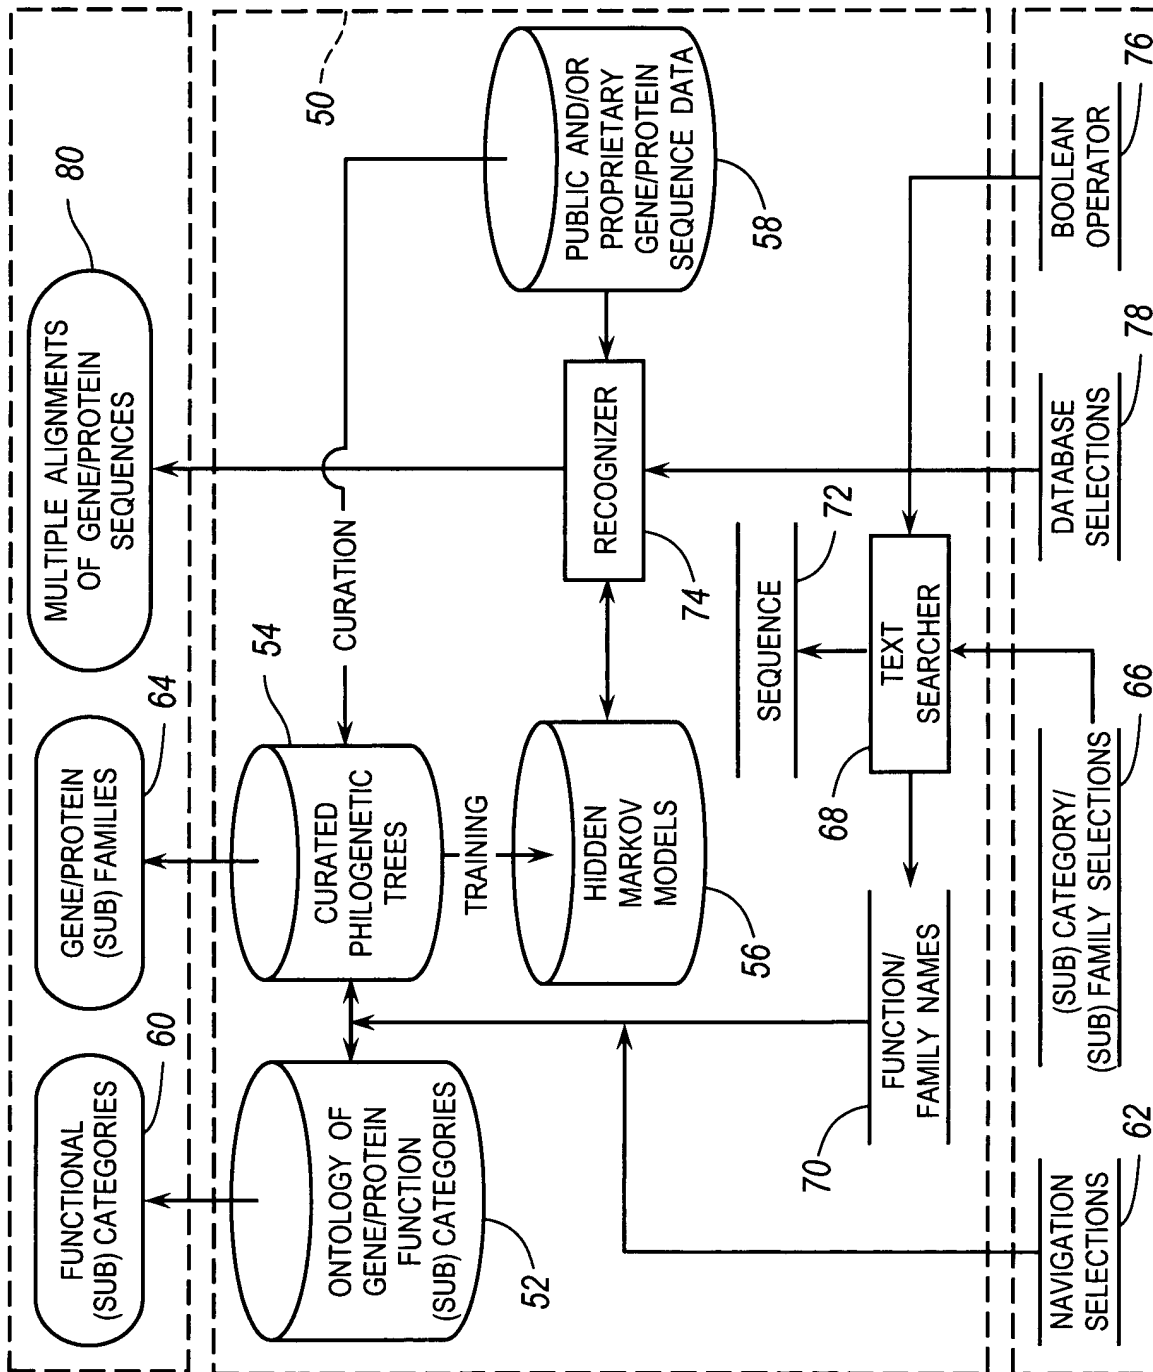 FUNCTIONAL
(SUB) CATEGORIES
60
GENE/PROTEIN
(SUB) FAMILIES
64
MULTIPLE ALIGNMENTS
OF GENE/PROTEIN
SEQUENCES
80
50
ONTOLOGY OF
GENE/PROTEIN
FUNCTION
(SUB) CATEGORIES
52
CURATED
PHILOGENETIC
TREES
54
CURATION
TRAINING
HIDDEN
MARKOV
MODELS
56
RECOGNIZER
74
PUBLIC AND/OR
PROPRIETARY
GENE/PROTEIN
SEQUENCE DATA
58
SEQUENCE
72
FUNCTION/
FAMILY NAMES
70
TEXT
SEARCHER
68
NAVIGATION
SELECTIONS
62
(SUB) CATEGORY/
(SUB) FAMILY SELECTIONS
66
DATABASE
SELECTIONS
78
BOOLEAN
OPERATOR
76